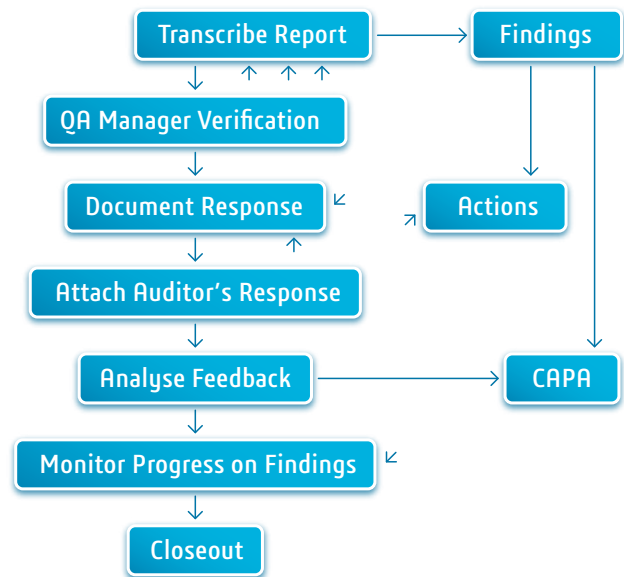 Transcribe Report
Findings
QA Manager Verification
Document Response
Actions
Attach Auditor's Response
Analyse Feedback
CAPA
Monitor Progress on Findings
Closeout